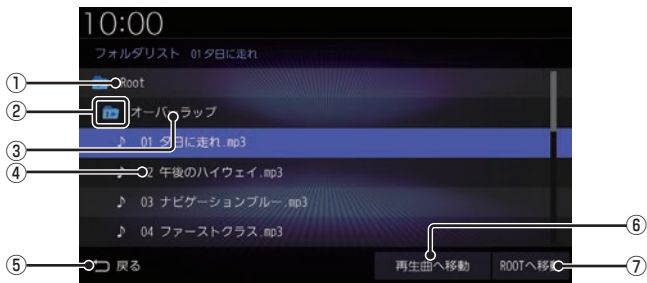 10:00
フォルダリスト 01夕日に走れ
① Root
②
③ オーバーラップ
01 夕日に走れ.mp3
④ 02 午後のハイウェイ.mp3
03 ナビゲーションブルー.mp3
04 ファーストクラス.mp3
⑤ 戻る
⑥ 再生曲へ移動
⑦ ROOTへ移動